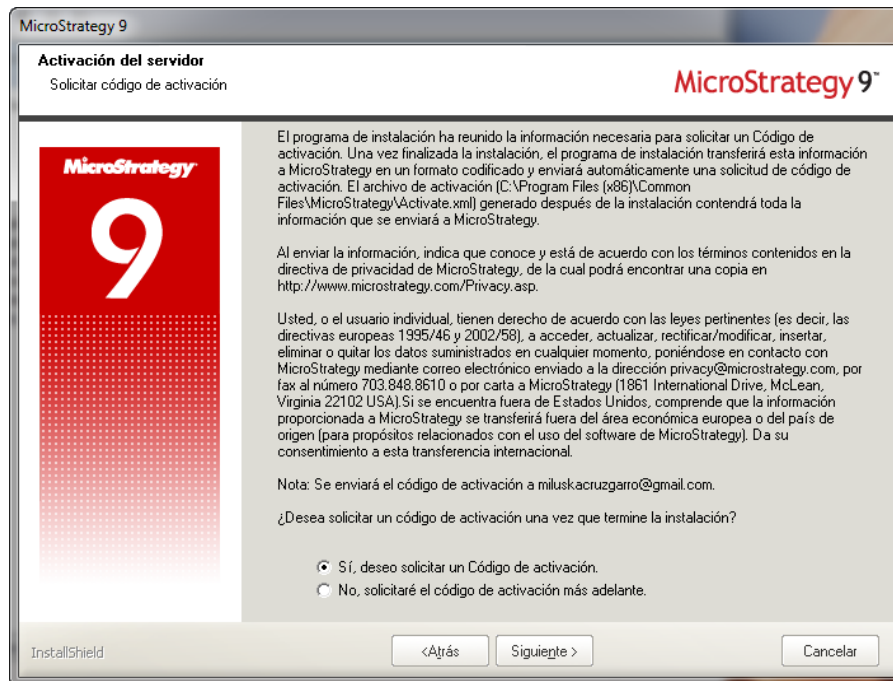 MicroStrategy 9
Activación del servidor
Solicitar código de activación
MicroStrategy 9™
MicroStrategy
9
El programa de instalación ha reunido la información necesaria para solicitar un Código de
activación. Una vez finalizada la instalación, el programa de instalación transferirá esta información
a MicroStrategy en un formato codificado y enviará automáticamente una solicitud de código de
activación. El archivo de activación (C:\Program Files (x86)\Common
Files\MicroStrategy\Activate.xml) generado después de la instalación contendrá toda la
información que se enviará a MicroStrategy.
Al enviar la información, indica que conoce y está de acuerdo con los términos contenidos en la
directiva de privacidad de MicroStrategy, de la cual podrá encontrar una copia en
http://www.microstrategy.com/Privacy.asp.
Usted, o el usuario individual, tienen derecho de acuerdo con las leyes pertinentes (es decir, las
directivas europeas 1995/46 y 2002/58), a acceder, actualizar, rectificar/modificar, insertar,
eliminar o quitar los datos suministrados en cualquier momento, poniéndose en contacto con
MicroStrategy mediante correo electrónico enviado a la dirección privacy@microstrategy.com, por
fax al número 703.848.8610 o por carta a MicroStrategy (1861 International Drive, McLean,
Virginia 22102 USA).Si se encuentra fuera de Estados Unidos, comprende que la información
proporcionada a MicroStrategy se transferirá fuera del área económica europea o del país de
origen (para propósitos relacionados con el uso del software de MicroStrategy). Da su
consentimiento a esta transferencia internacional.
Nota: Se enviará el código de activación a miluskacruzgarro@gmail.com.
¿Desea solicitar un código de activación una vez que termine la instalación?
Sí, deseo solicitar un Código de activación.
No, solicitaré el código de activación más adelante.
InstallShield
<Atrás
Siguiente >
Cancelar